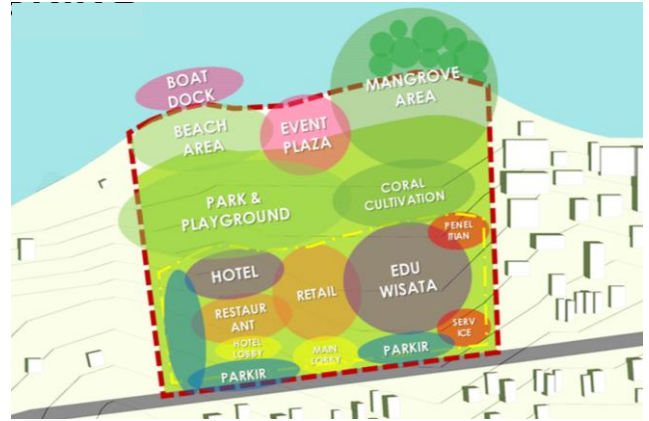 BOAT
DOCK
MANGROVE
AREA
BEACH
AREA
EVENT
PLAZA
PARK &
PLAYGROUND
CORAL
CULTIVATION
PENEL
ITIAN
HOTEL
RETAIL
EDU
WISATA
RESTAUR
ANT
HOTEL
LOBBY
MAIN
LOBBY
SERV
ICE
PARKIR
PARKIR